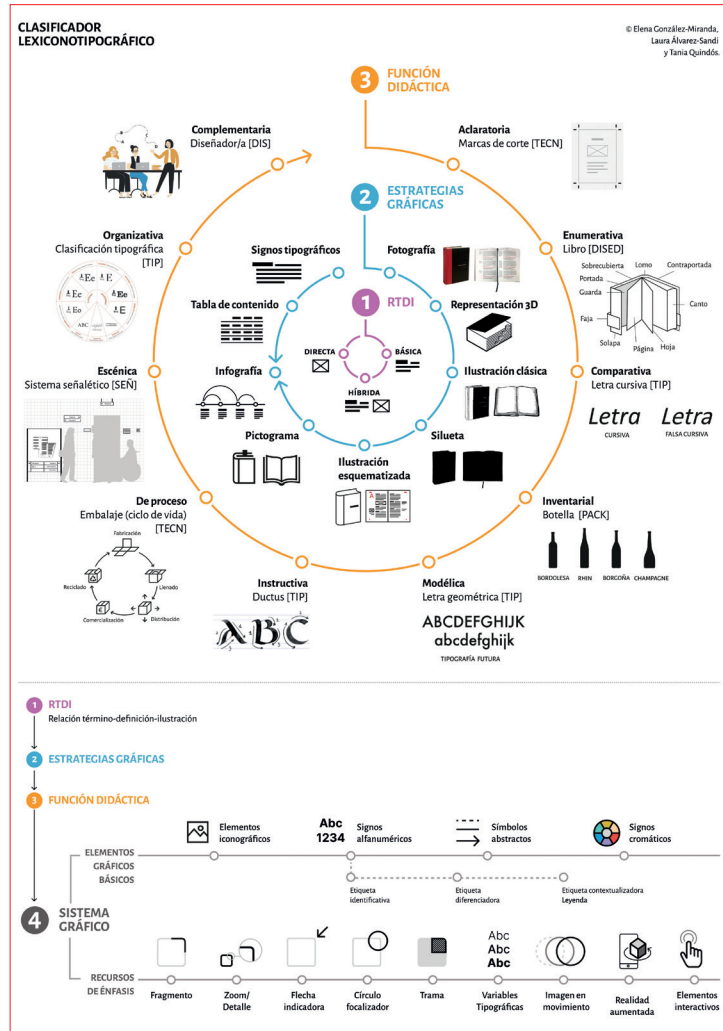 CLASIFICADOR
LEXICONOTIPOGRÁFICO
© Elena González-Miranda,
Laura Álvarez-Sandi
y Tania Quindós.
3 FUNCIÓN
DIDÁCTICA
Complementaria
Diseñador/a [DIS]
Aclaratoria
Marcas de corte [TECN]
2 ESTRATEGIAS
GRÁFICAS
Organizativa
Clasificación tipográfica
[TIP]
Signos tipográficos
Fotografía
Enumerativa
Libro [DISED]
Sobrecubierta
Lomo
Contraportada
Portada
Guarda
Canto
Faja
Solapa
Página
Hoja
Ee
E
Ec
Ee
Eo
E
ABC
Tabla de contenido
1 RTDI
Representación 3D
DIRECTA
BÁSICA
HÍBRIDA
Escénica
Sistema señalético [SEÑ]
Infografía
Ilustración clásica
Comparativa
Letra cursiva [TIP]
Letra
Letra
CURSIVA
FALSA CURSIVA
Pictograma
Silueta
Ilustración
esquematizada
De proceso
Embalaje (ciclo de vida)
[TECN]
Fabricación
Reciclado
Llenado
Comercialización
Distribución
Inventarial
Botella [PACK]
BORDOLESA
RHIN
BORGOÑA
CHAMPAGNE
Instructiva
Ductus [TIP]
ABC
Modélica
Letra geométrica [TIP]
ABCDEFGHIJK
abcdefghijk
TIPOGRAFÍA FUTURA
1 RTDI
Relación término-definición-ilustración
2 ESTRATEGIAS GRÁFICAS
3 FUNCIÓN DIDÁCTICA
Elementos
iconográficos
Abc
1234
Signos
alfanuméricos
Símbolos
abstractos
Signos
cromáticos
ELEMENTOS
GRÁFICOS
BÁSICOS
Etiqueta
identificativa
Etiqueta
diferenciadora
Etiqueta contextualizadora
Leyenda
4 SISTEMA
GRÁFICO
Abc
Abc
Abc
RECURSOS
DE ÉNFASIS
Fragmento
Zoom/
Detalle
Flecha
indicadora
Círculo
focalizador
Trama
Variables
Tipográficas
Imagen en
movimiento
Realidad
aumentada
Elementos
interactivos